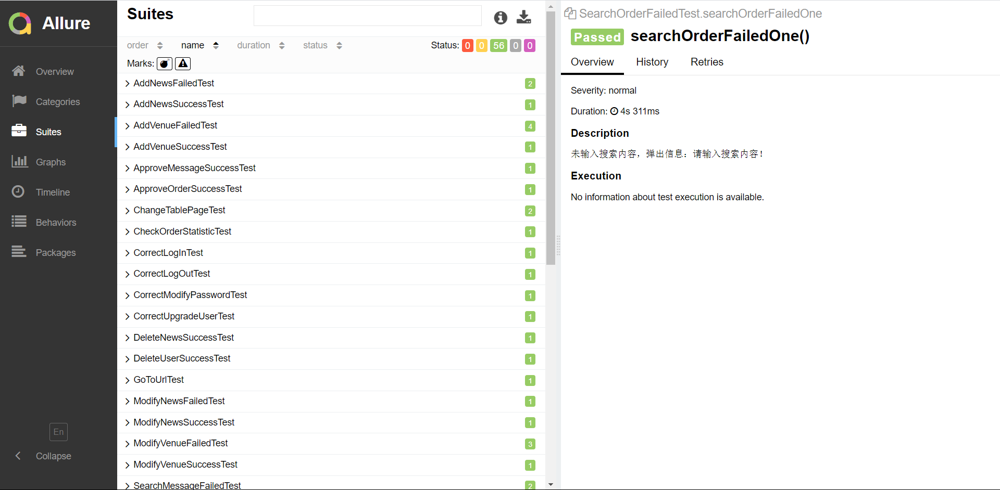 Allure
Overview
Categories
Suites
Graphs
Timeline
Behaviors
Packages
En
Collapse
Suites
order name duration status Status: 0 0 56 0 0
Marks:
AddNewsFailedTest 2
AddNewsSuccessTest 1
AddVenueFailedTest 4
AddVenueSuccessTest 1
ApproveMessageSuccessTest 1
ApproveOrderSuccessTest 1
ChangeTablePageTest 2
CheckOrderStatisticTest 1
CorrectLogInTest 1
CorrectLogOutTest 1
CorrectModifyPasswordTest 1
CorrectUpgradeUserTest 1
DeleteNewsSuccessTest 1
DeleteUserSuccessTest 1
GoToUrlTest 1
ModifyNewsFailedTest 1
ModifyNewsSuccessTest 1
ModifyVenueFailedTest 3
ModifyVenueSuccessTest 1
SearchMessageFailedTest 2
SearchOrderFailedTest.searchOrderFailedOne
Passed searchOrderFailedOne()
Overview History Retries
Severity: normal
Duration: 4s 311ms
Description
未输入搜索内容，弹出信息：请输入搜索内容！
Execution
No information about test execution is available.